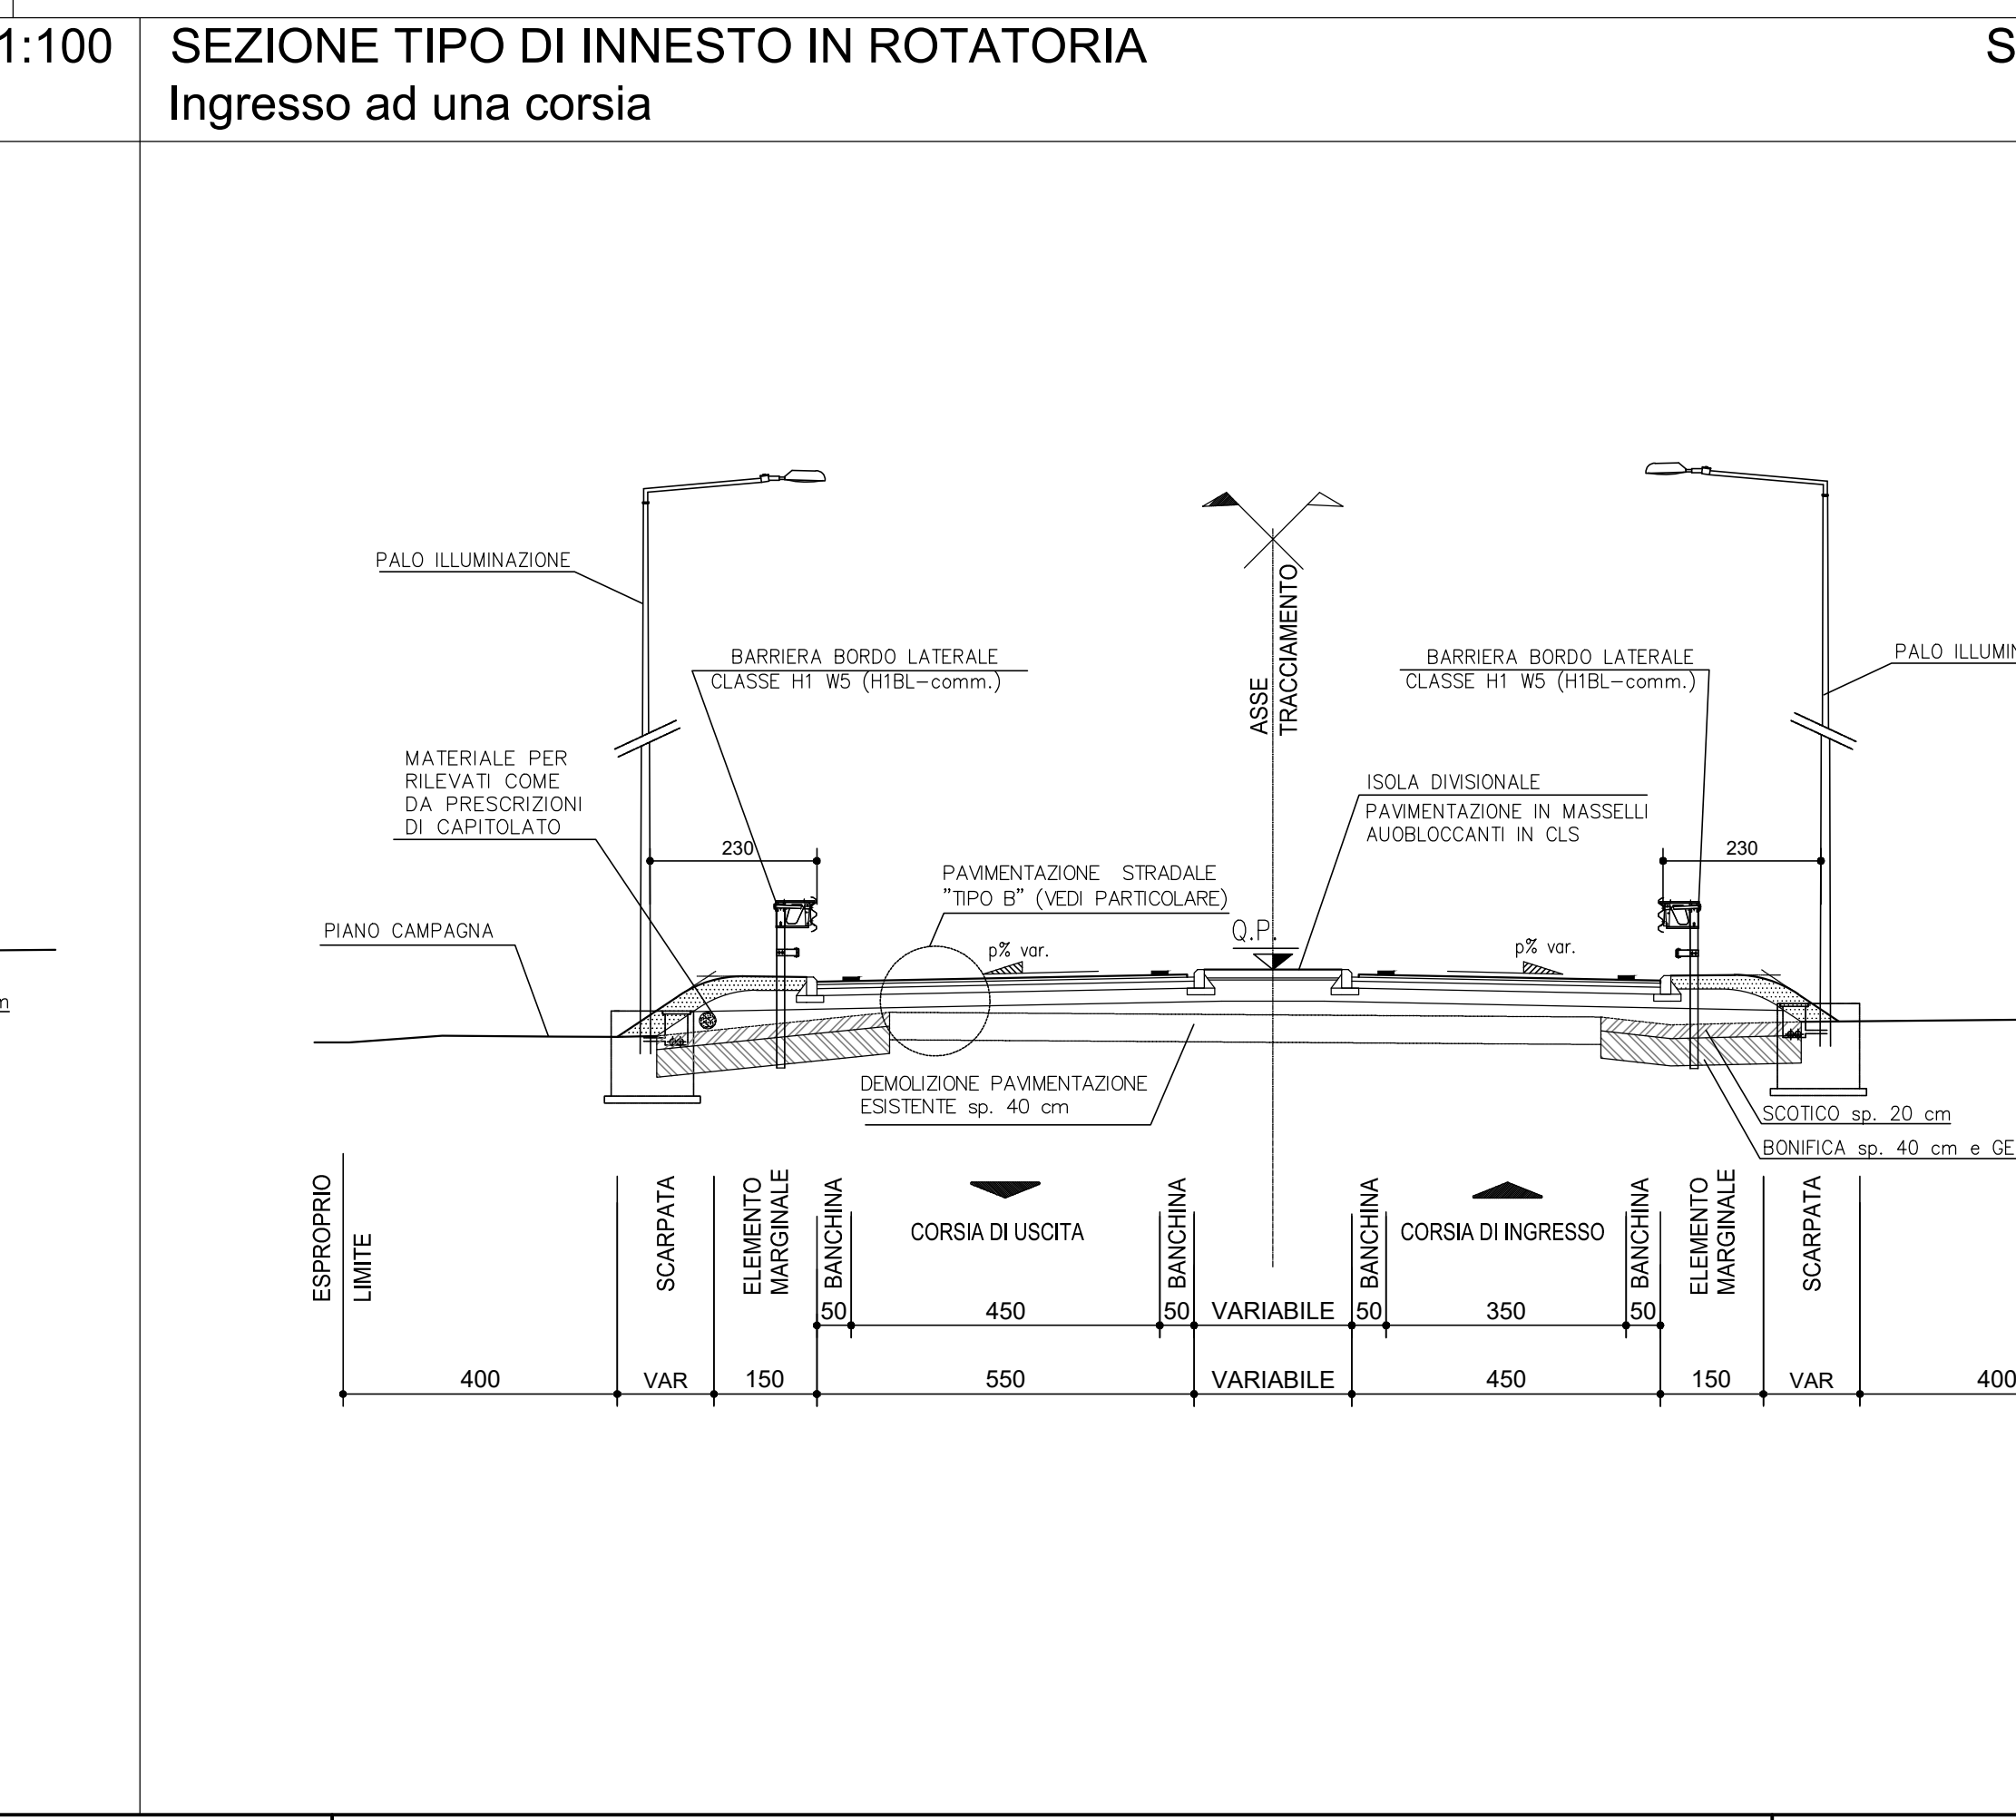 1:100
SEZIONE TIPO DI INNESTO IN ROTATORIA
S
Ingresso ad una corsia
PALO ILLUMINAZIONE
ASSE
TRACCIAMENTO
BARRIERA BORDO LATERALE
CLASSE H1 W5 (H1BL-comm.)
BARRIERA BORDO LATERALE
CLASSE H1 W5 (H1BL-comm.)
PALO ILLUMIN
MATERIALE PER
RILEVATI COME
DA PRESCRIZIONI
DI CAPITOLATO
ISOLA DIVISIONALE
PAVIMENTAZIONE IN MASSELLI
AUOBLOCCANTI IN CLS
230
230
PAVIMENTAZIONE STRADALE
"TIPO B" (VEDI PARTICOLARE)
PIANO CAMPAGNA
Q.P.
p% var.
p% var.
m
DEMOLIZIONE PAVIMENTAZIONE
ESISTENTE sp. 40 cm
SCOTICO sp. 20 cm
BONIFICA sp. 40 cm e GE
ESPROPRIO
LIMITE
SCARPATA
ELEMENTO
MARGINALE
BANCHINA
CORSIA DI USCITA
BANCHINA
BANCHINA
CORSIA DI INGRESSO
BANCHINA
ELEMENTO
MARGINALE
SCARPATA
50 450 50 VARIABILE 50 350 50
400 VAR 150 550 VARIABILE 450 150 VAR 400